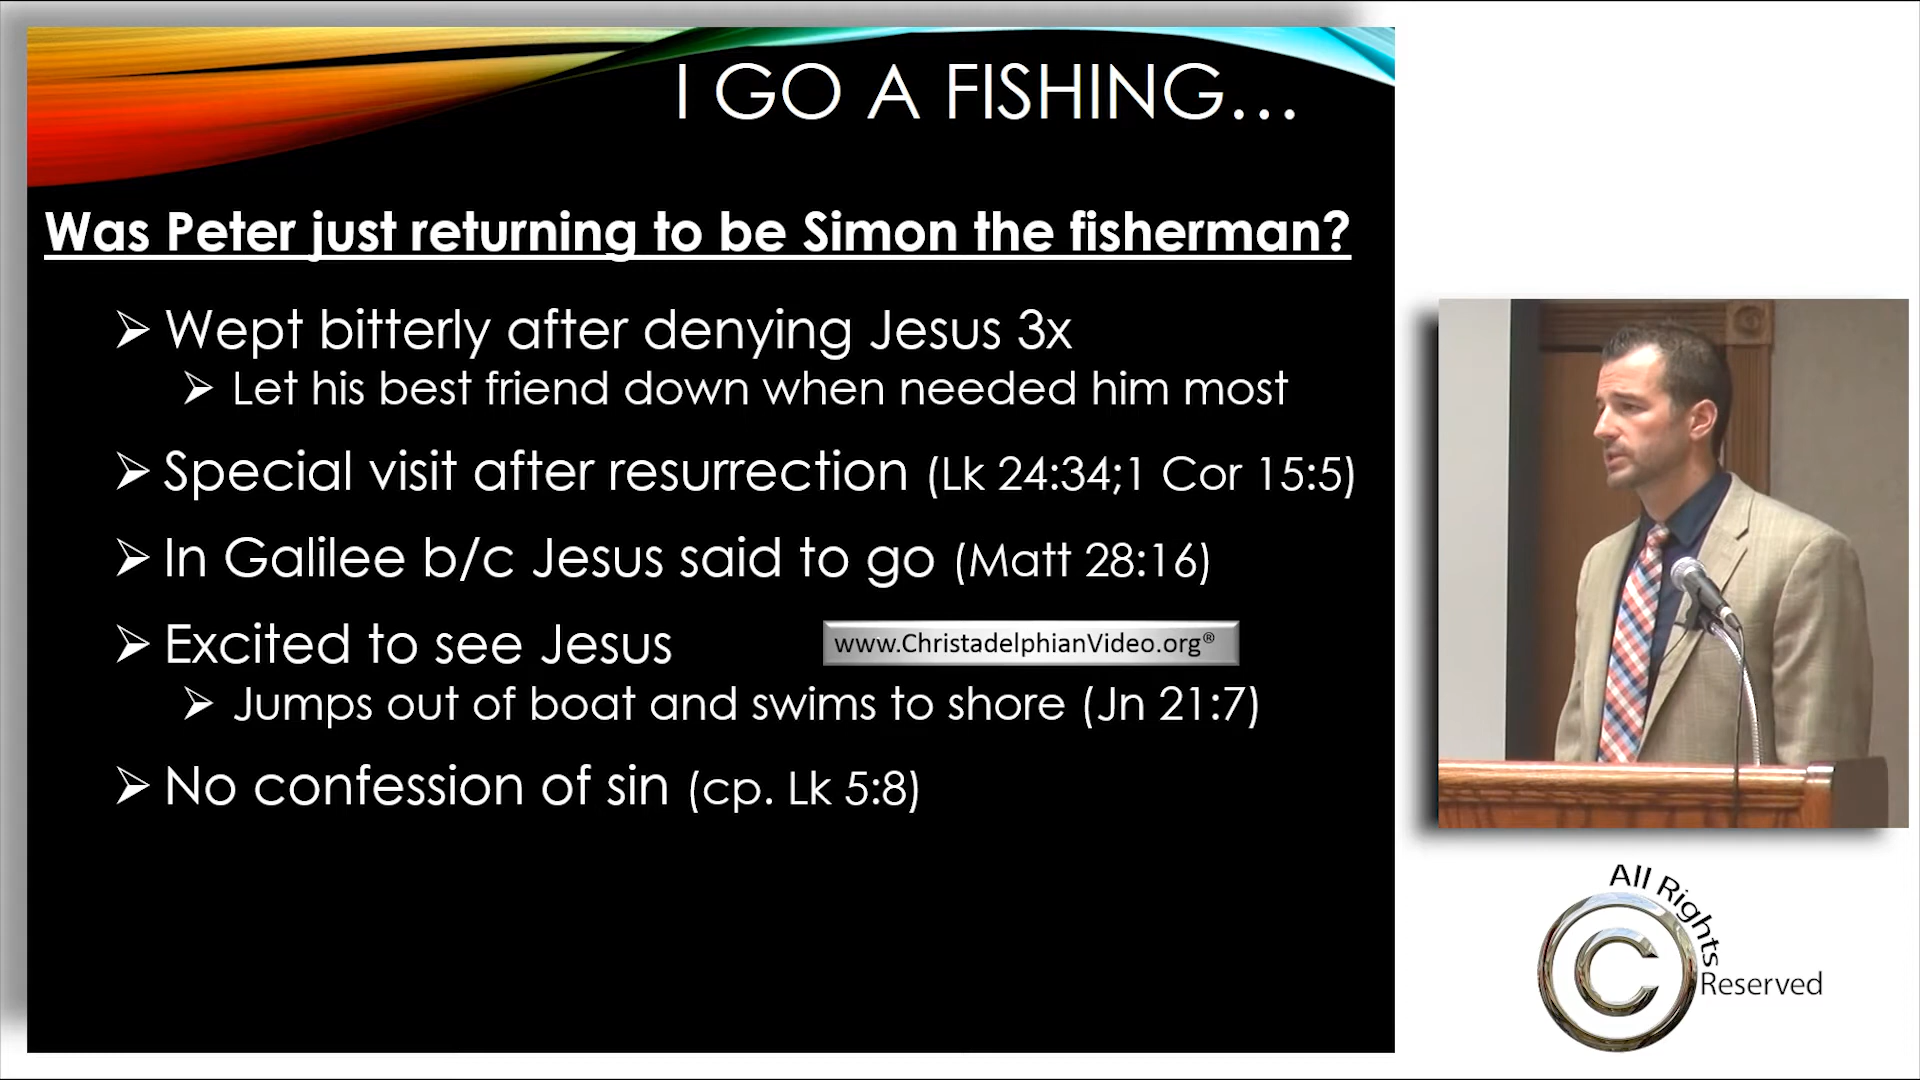 I GO A FISHING...
Was Peter just returning to be Simon the fisherman?
Wept bitterly after denying Jesus 3x
Let his best friend down when needed him most
Special visit after resurrection (Lk 24:34;1 Cor 15:5)
In Galilee b/c Jesus said to go (Matt 28:16)
Excited to see Jesus
www.ChristadelphianVideo.org®
Jumps out of boat and swims to shore (Jn 21:7)
No confession of sin (cp. Lk 5:8)
All Rights
Reserved
C